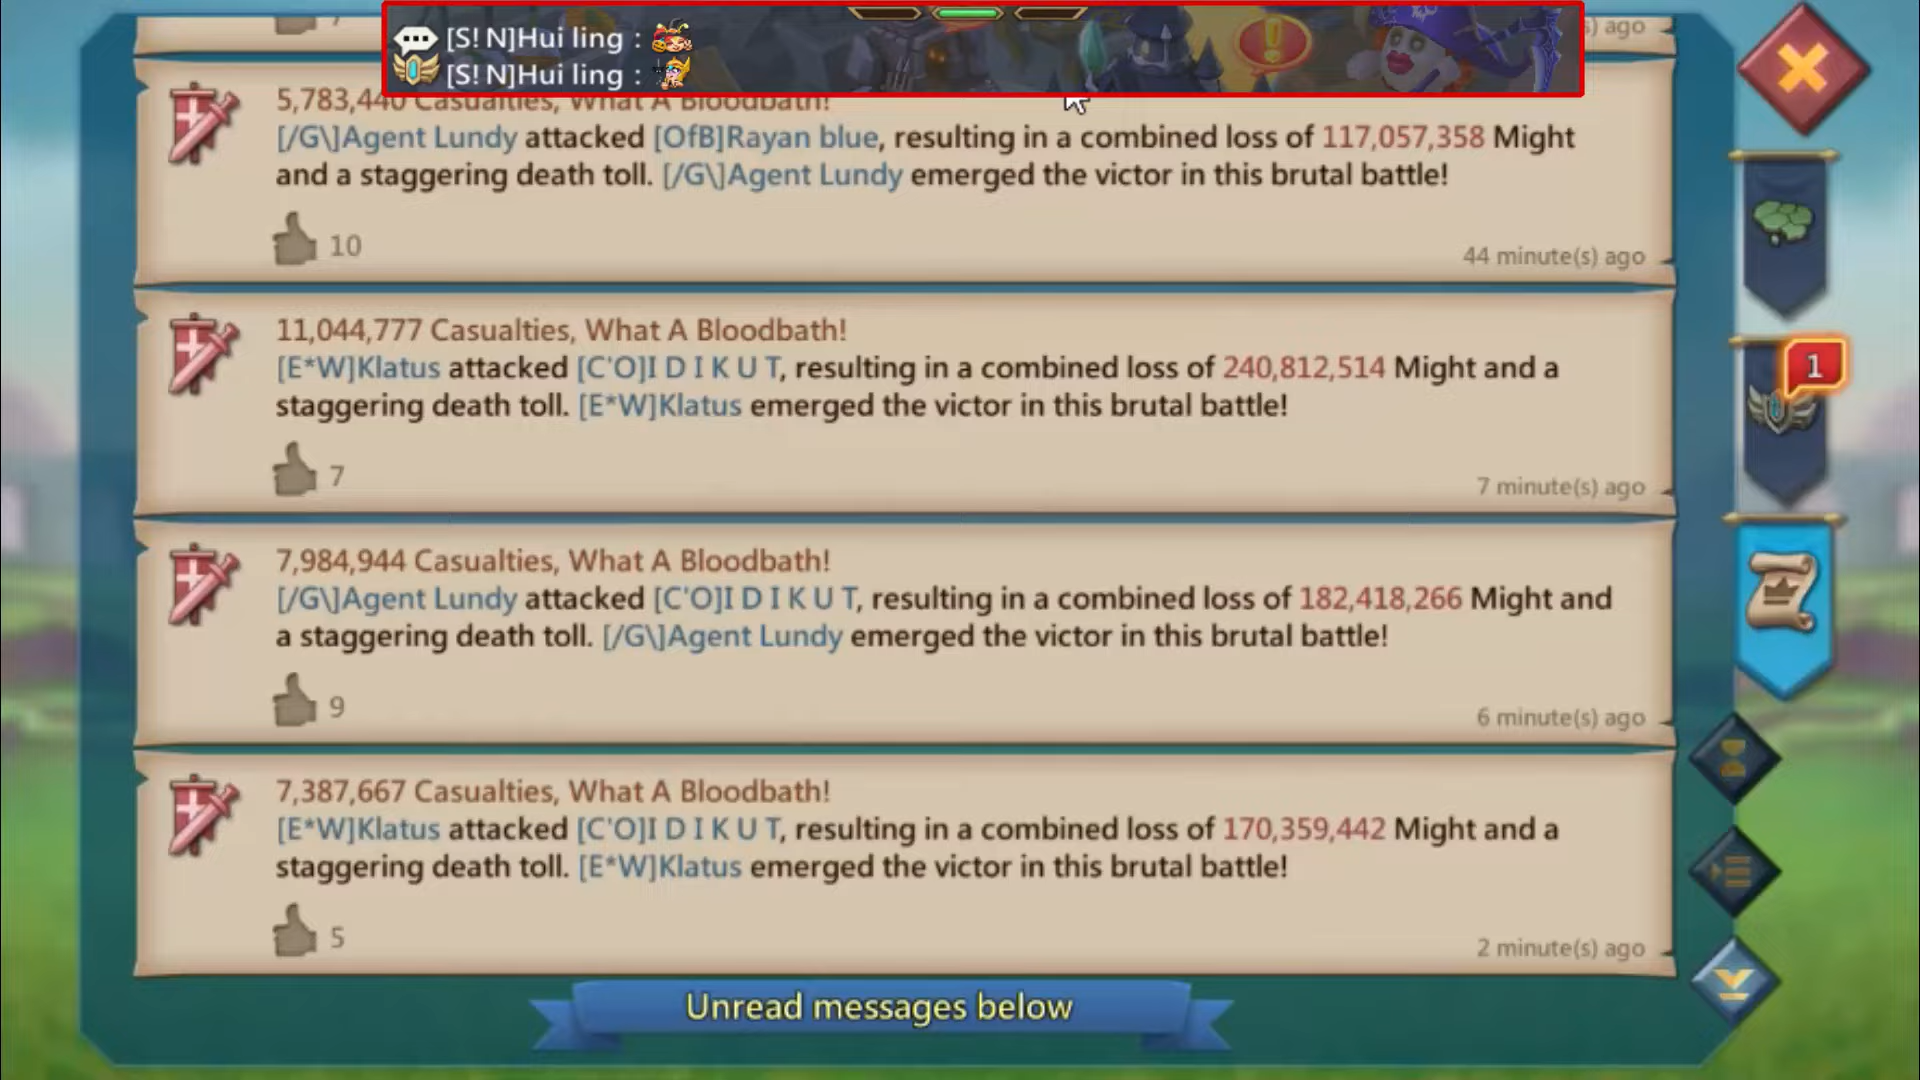 [S! N]Hui ling :
[S! N]Hui ling :
s) ago
5,783,440 Casualties, What A Bloodbath!
[/G\]Agent Lundy attacked [OfB]Rayan blue, resulting in a combined loss of 117,057,358 Might
and a staggering death toll. [/G\]Agent Lundy emerged the victor in this brutal battle!
10
44 minute(s) ago
11,044,777 Casualties, What A Bloodbath!
[E*W]Klatus attacked [C'O]I D I K U T, resulting in a combined loss of 240,812,514 Might and a
staggering death toll. [E*W]Klatus emerged the victor in this brutal battle!
7
7 minute(s) ago
1
7,984,944 Casualties, What A Bloodbath!
[/G\]Agent Lundy attacked [C'O]I D I K U T, resulting in a combined loss of 182,418,266 Might and
a staggering death toll. [/G\]Agent Lundy emerged the victor in this brutal battle!
9
6 minute(s) ago
7,387,667 Casualties, What A Bloodbath!
[E*W]Klatus attacked [C'O]I D I K U T, resulting in a combined loss of 170,359,442 Might and a
staggering death toll. [E*W]Klatus emerged the victor in this brutal battle!
5
2 minute(s) ago
Unread messages below